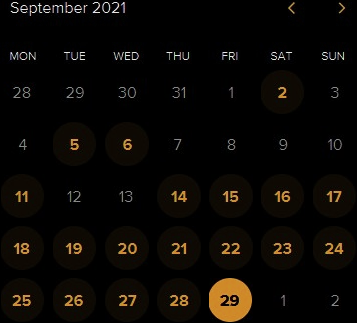 September 2021
MON TUE WED THU FRI SAT SUN
28 29 30 31 1 2 3
4 5 6 7 8 9 10
11 12 13 14 15 16 17
18 19 20 21 22 23 24
25 26 27 28 29 1 2